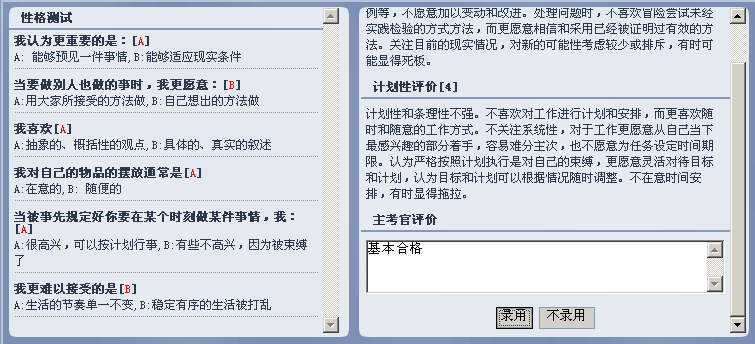 性格测试
我认为更重要的是：[A]
A: 能够预见一件事情,B:能够适应现实条件
当要做别人也做的事时，我更愿意：[B]
A:用大家所接受的方法做,B:自己想出的方法做
我喜欢[A]
A:抽象的、概括性的观点,B:具体的、真实的叙述
我对自己的物品的摆放通常是[A]
A:在意的,B: 随便的
当被事先规定好你要在某个时刻做某件事情，我：
[A]
A:很高兴，可以按计划行事,B:有些不高兴，因为被束缚
了
我更难以接受的是[B]
A:生活的节奏单一不变,B:稳定有序的生活被打乱
例等，不愿意加以变动和改进。处理问题时，不喜欢冒险尝试未经
实践检验的方式方法，而更愿意相信和采用已经被证明过有效的方
法。关注目前的现实情况，对新的可能性考虑较少或排斥，有时可
能显得死板。
计划性评价[4]
计划性和条理性不强。不喜欢对工作进行计划和安排，而更喜欢随
时和随意的工作方式。不关注系统性，对于工作更愿意从自己当下
最感兴趣的部分着手，容易难分主次，也不愿意为任务设定时间期
限。认为严格按照计划执行是对自己的束缚，更愿意灵活对待目标
和计划，认为目标和计划可以根据情况随时调整。不在意时间安
排，有时显得拖拉。
主考官评价
基本合格
录用
不录用